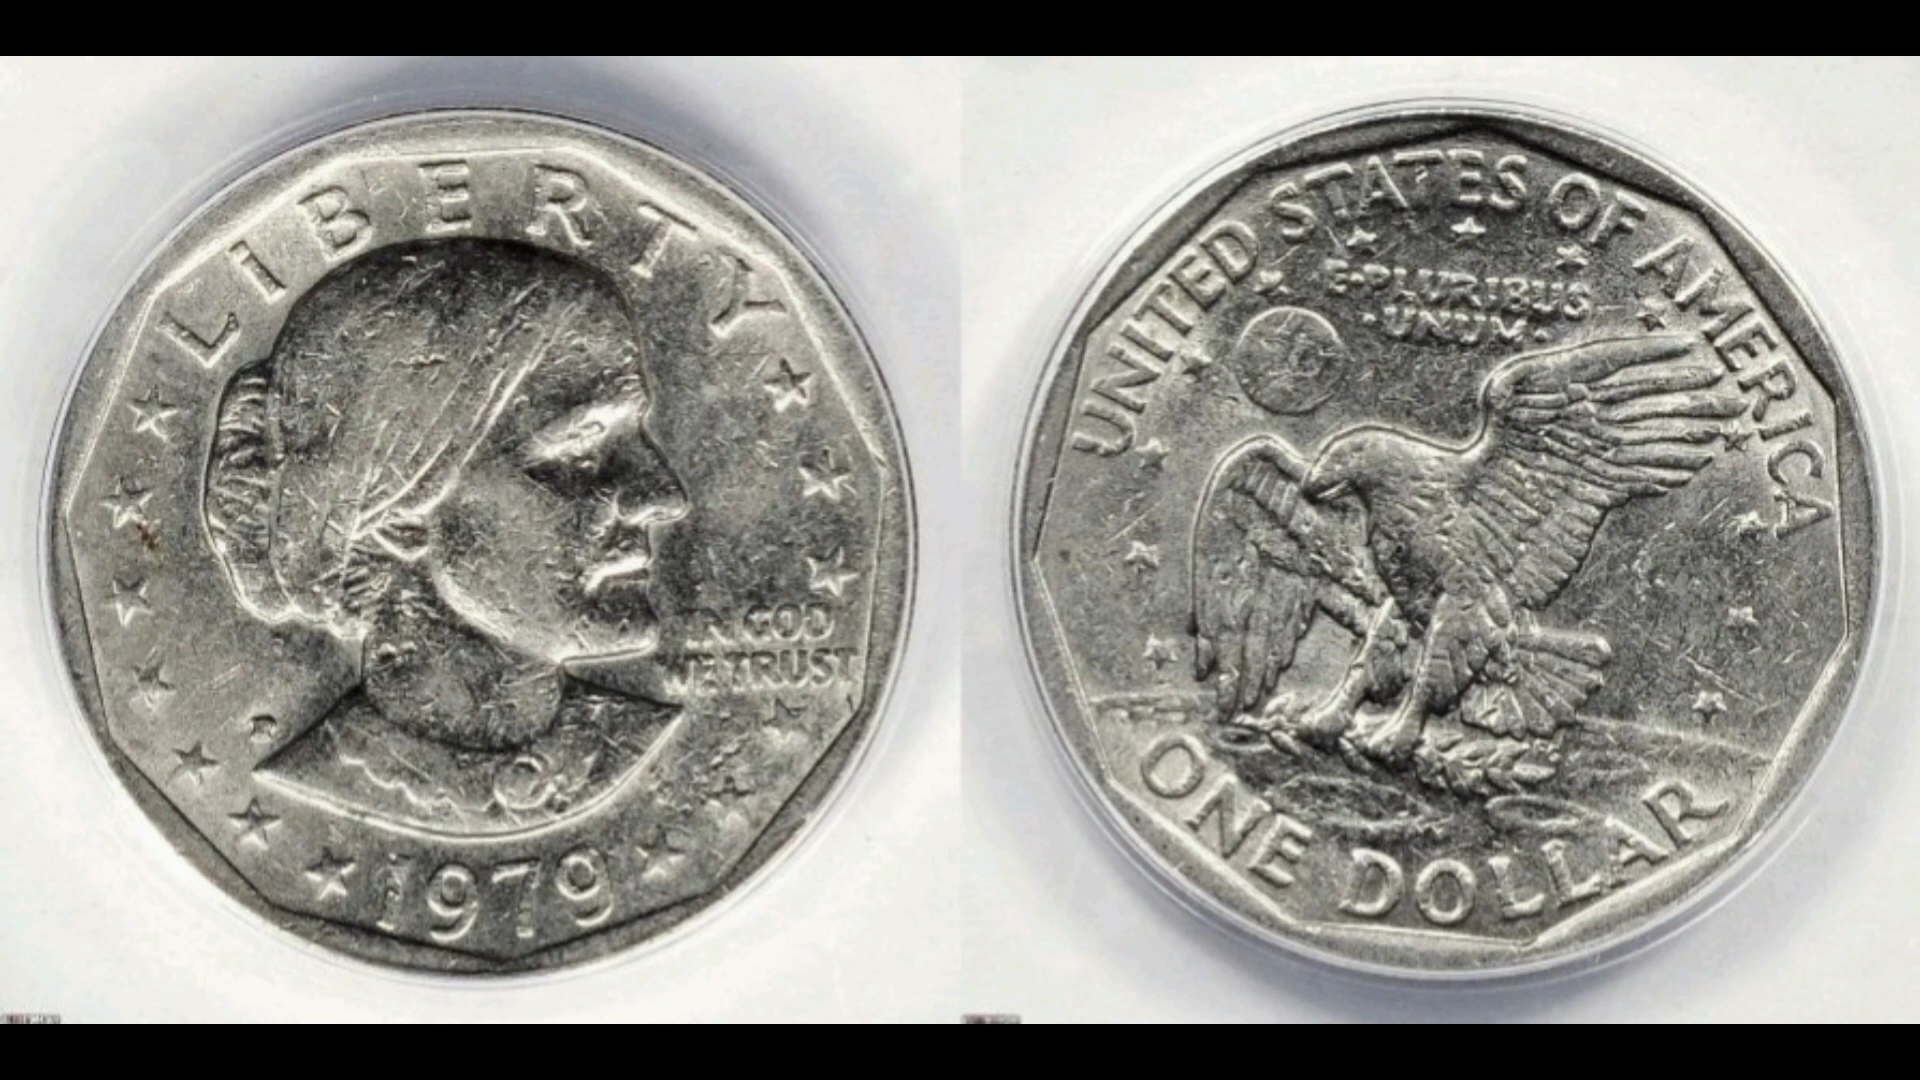 LIBERTY
IN GOD
WE TRUST
P
1979
UNITED STATES OF AMERICA
E·PLURIBUS
·UNUM·
ONE DOLLAR